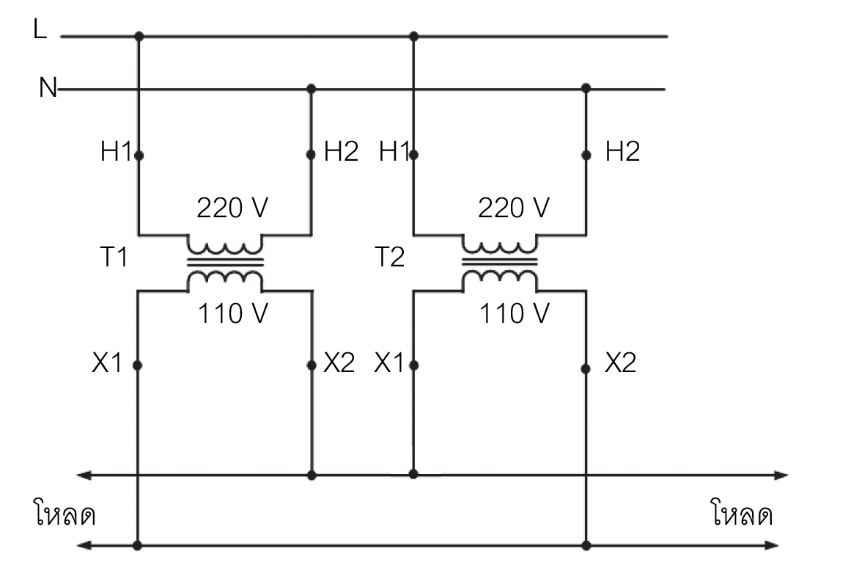 L
N
H1 H2 H1 H2
220 V 220 V
T1 T2
110 V 110 V
X1 X2 X1 X2
โหลด โหลด